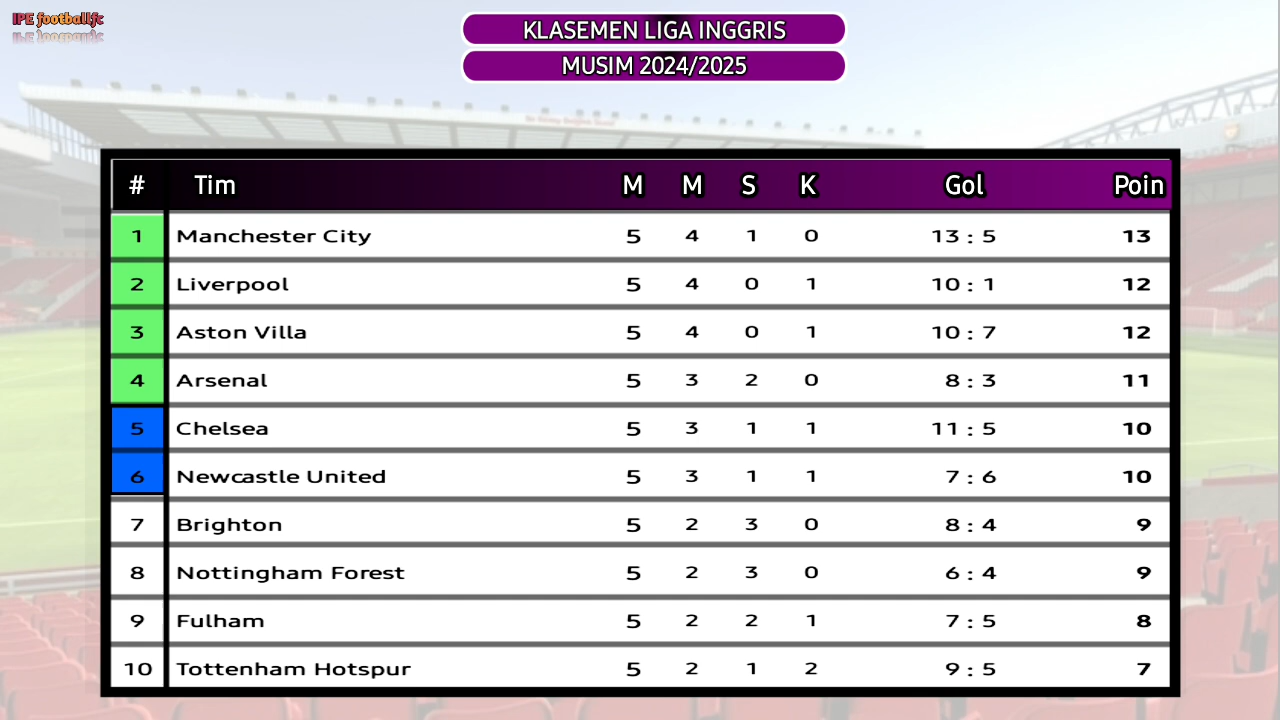 IPE footballfc
KLASEMEN LIGA INGGRIS
MUSIM 2024/2025
# Tim M M S K Gol Poin
1 Manchester City 5 4 1 0 13 : 5 13
2 Liverpool 5 4 0 1 10 : 1 12
3 Aston Villa 5 4 0 1 10 : 7 12
4 Arsenal 5 3 2 0 8 : 3 11
5 Chelsea 5 3 1 1 11 : 5 10
6 Newcastle United 5 3 1 1 7 : 6 10
7 Brighton 5 2 3 0 8 : 4 9
8 Nottingham Forest 5 2 3 0 6 : 4 9
9 Fulham 5 2 2 1 7 : 5 8
10 Tottenham Hotspur 5 2 1 2 9 : 5 7